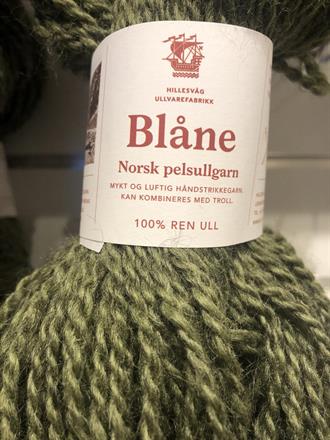 HILLESVÅG
ULLVAREFABRIKK
Blåne
Norsk pelsullgarn
MYKT OG LUFTIG HÅNDSTRIKKEGARN.
KAN KOMBINERES MED TROLL.
100% REN ULL